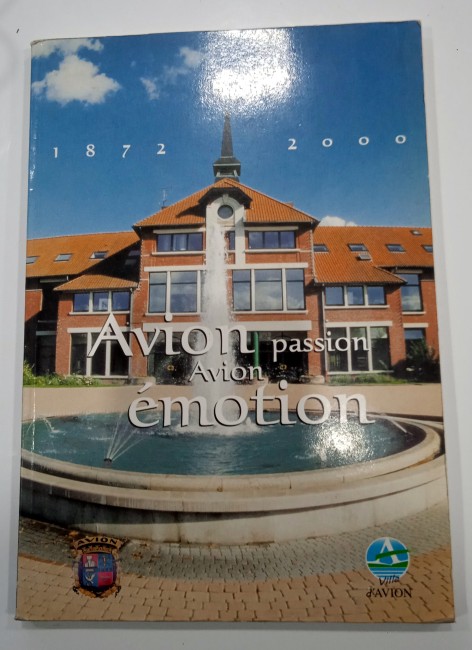 1872 2000
Avion passion
Avion
émotion
AVION
Ville
d'AVION